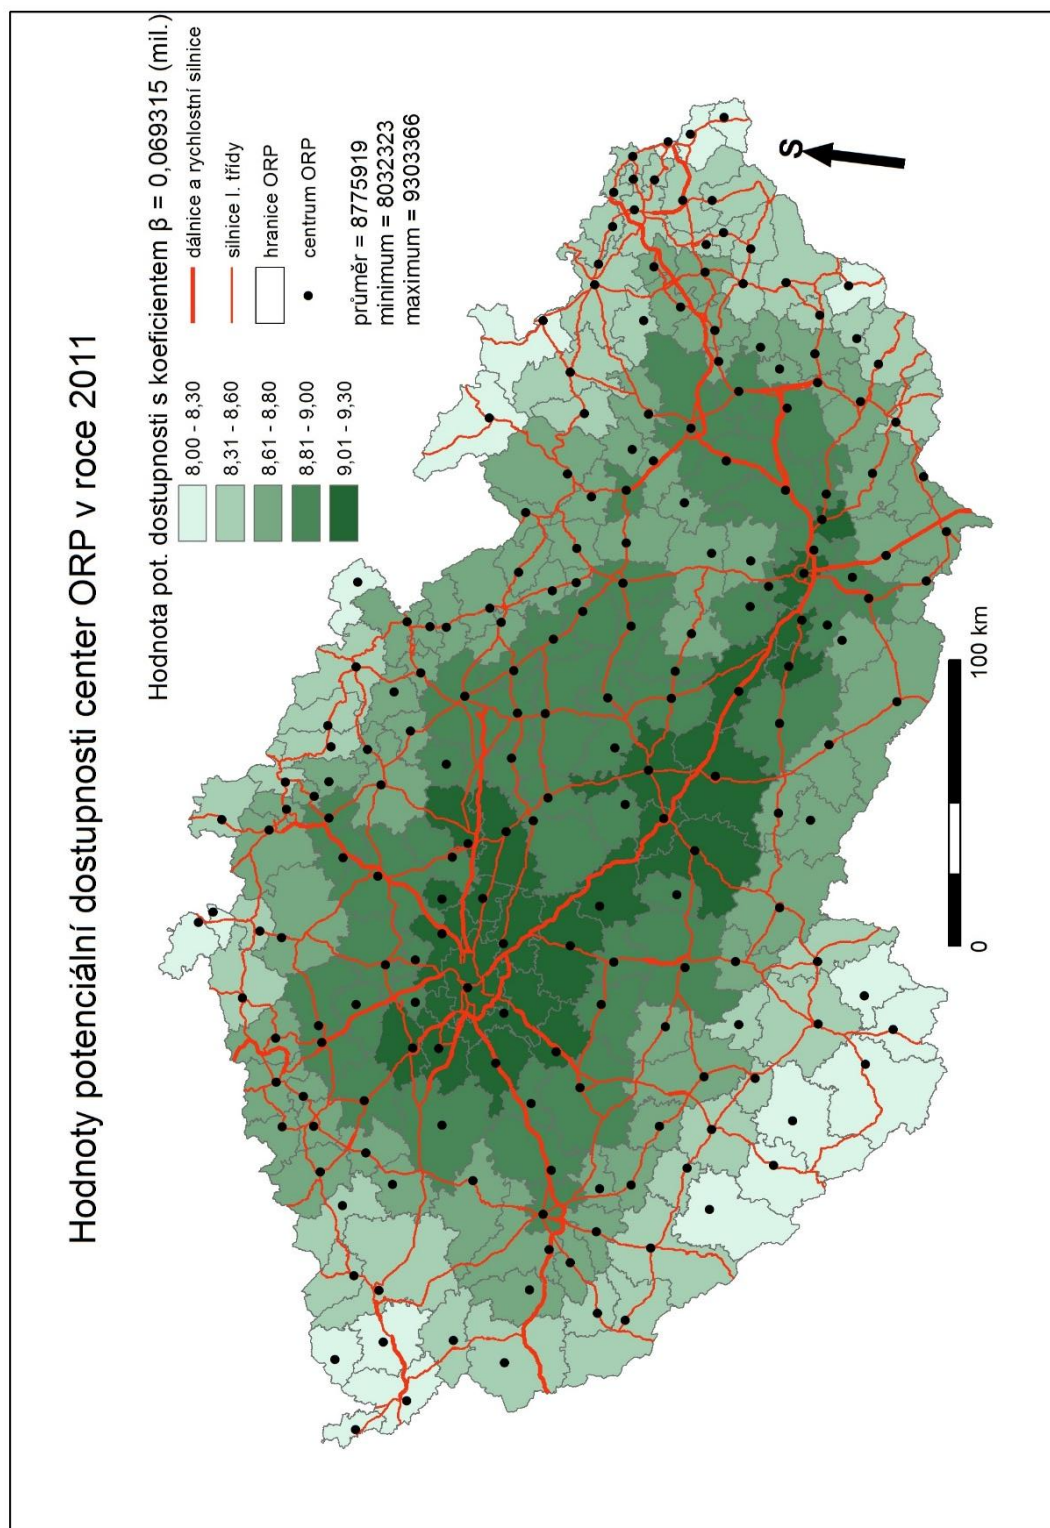 Hodnoty potenciální dostupnosti center ORP v roce 2011
Hodnota pot. dostupnosti s koeficientem β = 0,069315 (mil.)
8,00 - 8,30
8,31 - 8,60
8,61 - 8,80
8,81 - 9,00
9,01 - 9,30
dálnice a rychlostní silnice
silnice I. třídy
hranice ORP
centrum ORP
průměr = 8775919
minimum = 8032323
maximum = 9303366
S
0
100 km